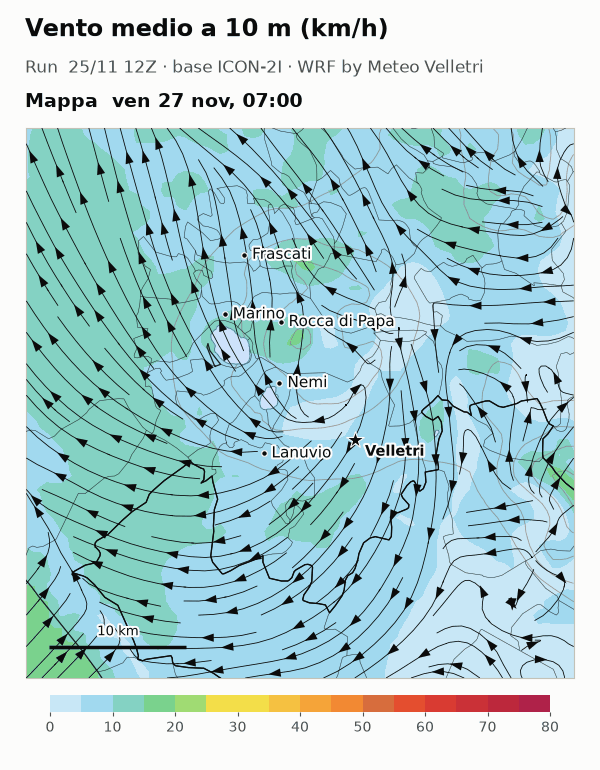 Vento medio a 10 m (km/h)
Run  25/11 12Z · base ICON-2I · WRF by Meteo Velletri
Mappa  ven 27 nov, 07:00
Frascati
Marino
Rocca di Papa
Nemi
Velletri
Lanuvio
10 km
0 10 20 30 40 50 60 70 80